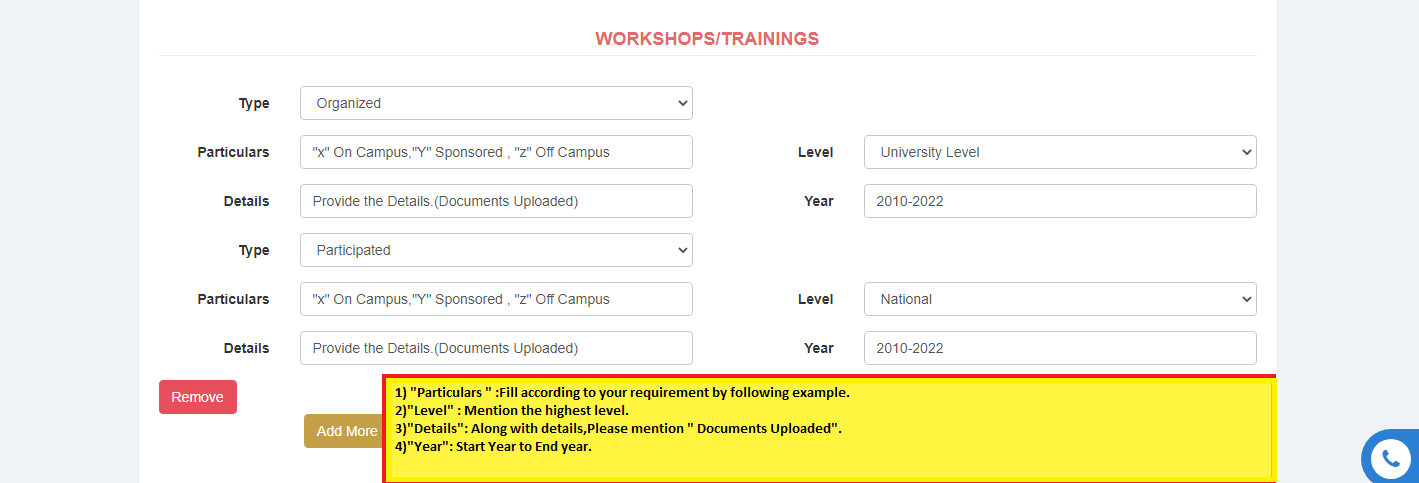 WORKSHOPS/TRAININGS
Type Organized
Particulars "x" On Campus,"Y" Sponsored , "z" Off Campus Level University Level
Details Provide the Details.(Documents Uploaded) Year 2010-2022
Type Participated
Particulars "x" On Campus,"Y" Sponsored , "z" Off Campus Level National
Details Provide the Details.(Documents Uploaded) Year 2010-2022
Remove
Add More
1) "Particulars " :Fill according to your requirement by following example.
2)"Level" : Mention the highest level.
3)"Details": Along with details,Please mention " Documents Uploaded".
4)"Year": Start Year to End year.